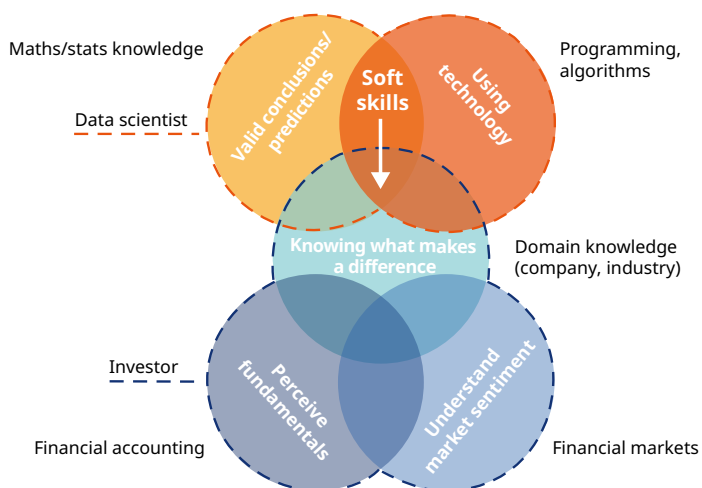 Maths/stats knowledge
Valid conclusions/
predictions
Soft
skills
Using
technology
Programming,
algorithms
Data scientist
Knowing what makes
a difference
Domain knowledge
(company, industry)
Investor
Perceive
fundamentals
Understand
market sentiment
Financial accounting
Financial markets